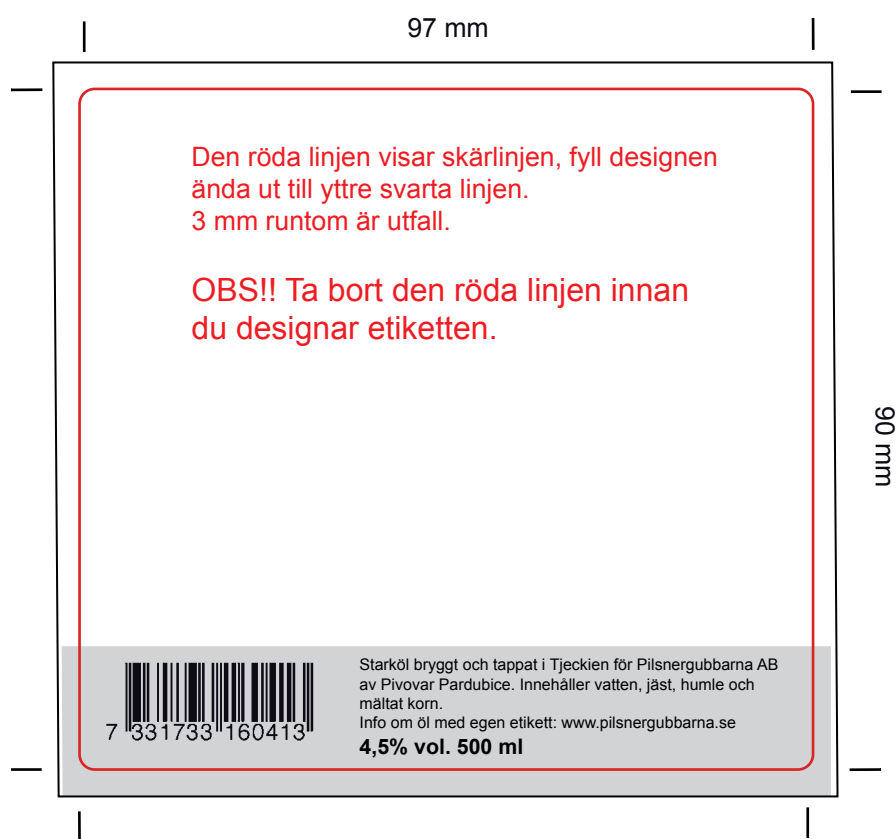 97 mm
Den röda linjen visar skärlinjen, fyll designen
ända ut till yttre svarta linjen.
3 mm runtom är utfall.
OBS!! Ta bort den röda linjen innan
du designar etiketten.
90 mm
7 331733 160413
Starköl bryggt och tappat i Tjeckien för Pilsnergubbarna AB
av Pivovar Pardubice. Innehåller vatten, jäst, humle och
mältat korn.
Info om öl med egen etikett: www.pilsnergubbarna.se
4,5% vol. 500 ml